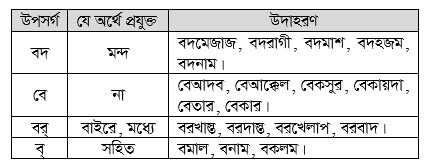 উপসর্গ যে অর্থে প্রযুক্ত উদাহরণ
বদ মন্দ বদমেজাজ, বদরাগী, বদমাশ, বদহজম,
বদনাম।
বে না বেআদব, বেআক্কেল, বেকসুর, বেকায়দা,
বেতার, বেকার।
বর্ বাইরে, মধ্যে বরখাস্ত, বরদাস্ত, বরখেলাপ, বরবাদ।
ব্ সহিত বমাল, বনাম, বকলম।